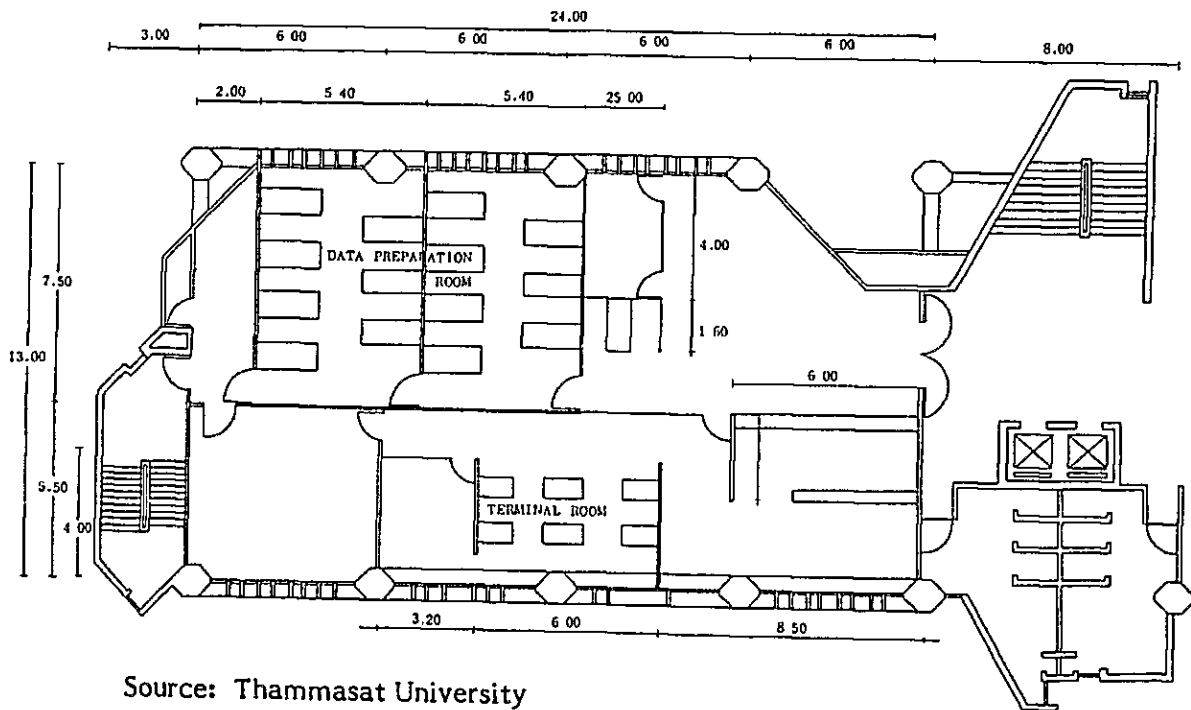 24.00
3.00 6 00 6 00 6 00 6 00 8.00
2.00 5 40 5.40 25 00
4.00
DATA PREPARATION
7.50
ROOM
1 60
13.00
6 00
5.50
4 00
TERMINAL ROOM
3.20 6 00 8 50
Source: Thammasat University